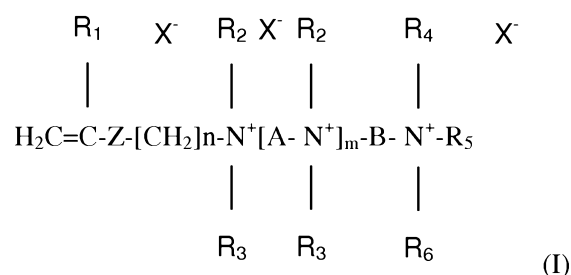 R₁ X⁻ R₂ X⁻ R₂ R₄ X⁻
H₂C=C-Z-[CH₂]n-N⁺[A- N⁺]ₘ-B- N⁺-R₅
R₃ R₃ R₆
(I)